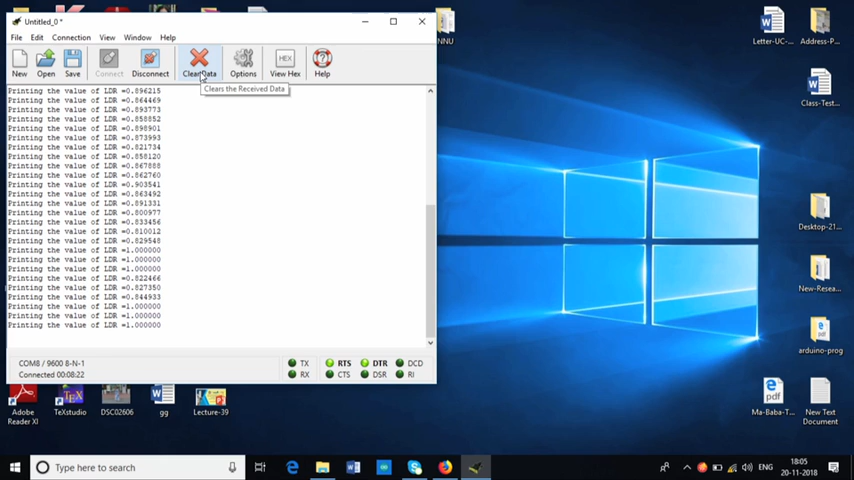 Untitled_0 *
File Edit Connection View Window Help
New Open Save Connect Disconnect Clear Data Options View Hex Help
HEX
Clears the Received Data
Printing the value of LDR =0.896215
Printing the value of LDR =0.864469
Printing the value of LDR =0.893773
Printing the value of LDR =0.858852
Printing the value of LDR =0.898901
Printing the value of LDR =0.873993
Printing the value of LDR =0.821734
Printing the value of LDR =0.858120
Printing the value of LDR =0.867888
Printing the value of LDR =0.862760
Printing the value of LDR =0.903541
Printing the value of LDR =0.863492
Printing the value of LDR =0.891331
Printing the value of LDR =0.800977
Printing the value of LDR =0.833456
Printing the value of LDR =0.810012
Printing the value of LDR =0.829548
Printing the value of LDR =1.000000
Printing the value of LDR =1.000000
Printing the value of LDR =1.000000
Printing the value of LDR =0.822466
Printing the value of LDR =0.827350
Printing the value of LDR =0.844933
Printing the value of LDR =1.000000
Printing the value of LDR =1.000000
Printing the value of LDR =1.000000
COM8 / 9600 8-N-1
Connected 00:08:22
TX RTS DTR DCD
RX CTS DSR RI
NNU
Letter-UC-...
Address-P...
Class-Test...
Desktop-21...
New-Resea...
arduino-prog
Ma-Baba-T...
New Text
Document
Adobe
Reader XI
TeXstudio
DSC02606
gg
Lecture-39
Type here to search
ENG
18:05
20-11-2018